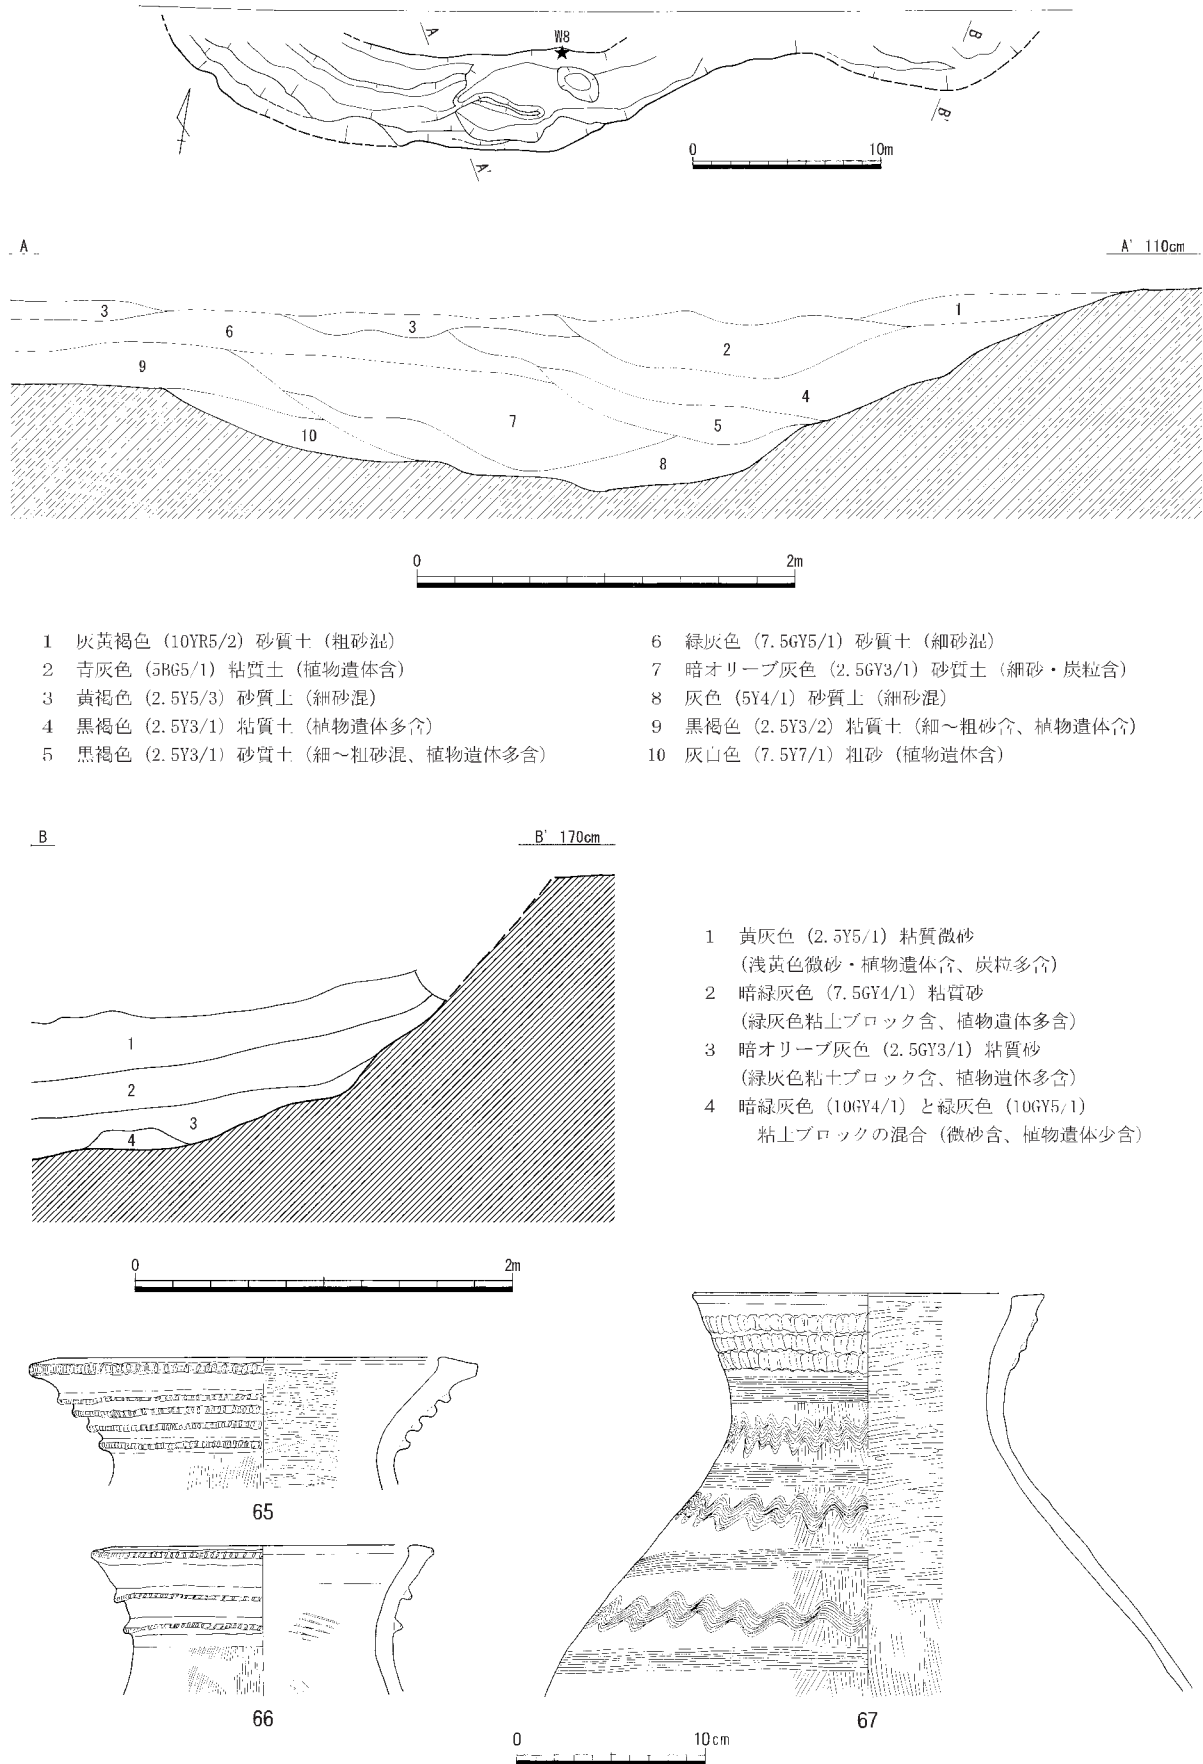 A
W8
B
A'
B'
0 10m
A
A' 110cm
3
1
6
3
2
9
4
7
5
10
8
0 2m
1 灰黄褐色 (10YR5/2) 砂質土 (粗砂混)
2 青灰色 (5BG5/1) 粘質土 (植物遺体含)
3 黄褐色 (2.5Y5/3) 砂質土 (細砂混)
4 黒褐色 (2.5Y3/1) 粘質土 (植物遺体多含)
5 黒褐色 (2.5Y3/1) 砂質土 (細～粗砂混、植物遺体多含)
6 緑灰色 (7.5GY5/1) 砂質土 (細砂混)
7 暗オリーブ灰色 (2.5GY3/1) 砂質土 (細砂・炭粒含)
8 灰色 (5Y4/1) 砂質土 (細砂混)
9 黒褐色 (2.5Y3/2) 粘質土 (細～粗砂含、植物遺体含)
10 灰白色 (7.5Y7/1) 粗砂 (植物遺体含)
B
B' 170cm
1
2
3
4
1 黄灰色 (2.5Y5/1) 粘質微砂
(浅黄色微砂・植物遺体含、炭粒多含)
2 暗緑灰色 (7.5GY4/1) 粘質砂
(緑灰色粘土ブロック含、植物遺体多含)
3 暗オリーブ灰色 (2.5GY3/1) 粘質砂
(緑灰色粘土ブロック含、植物遺体多含)
4 暗緑灰色 (10GY4/1) と緑灰色 (10GY5/1)
粘土ブロックの混合 (微砂含、植物遺体少含)
0 2m
65
66
67
0 10cm